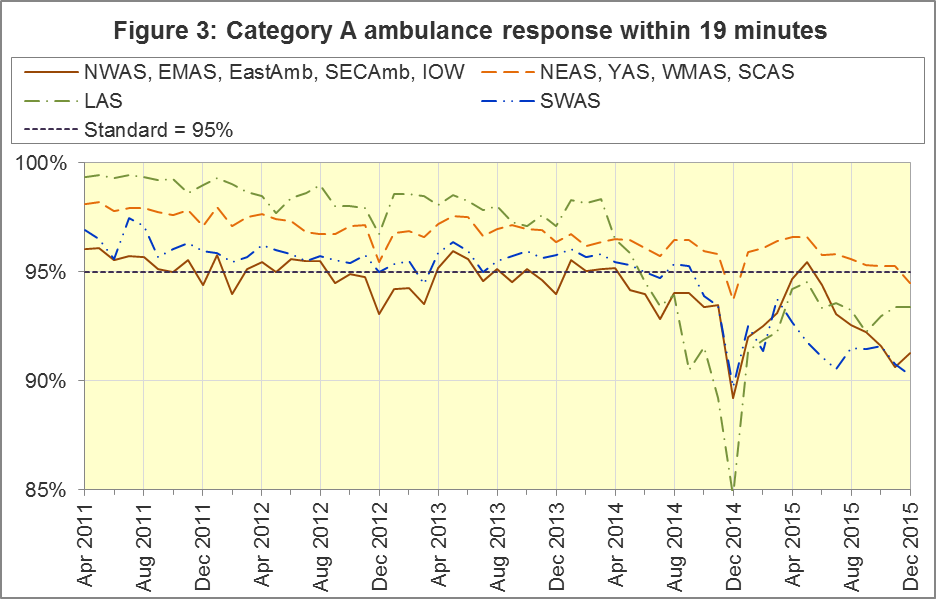 Figure 3: Category A ambulance response within 19 minutes
NWAS, EMAS, EastAmb, SECAmb, IOW
NEAS, YAS, WMAS, SCAS
LAS
SWAS
Standard = 95%
100%
95%
90%
85%
Apr 2011
Aug 2011
Dec 2011
Apr 2012
Aug 2012
Dec 2012
Apr 2013
Aug 2013
Dec 2013
Apr 2014
Aug 2014
Dec 2014
Apr 2015
Aug 2015
Dec 2015